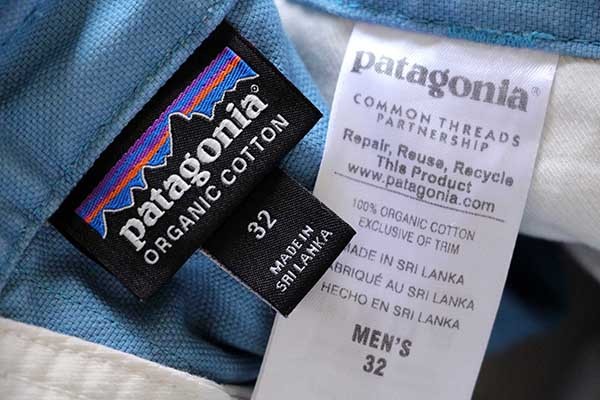 patagonia®
ORGANIC COTTON
32
MADE IN
SRI LANKA
patagonia®
COMMON THREADS
PARTNERSHIP
Repair, Reuse, Recycle
This Product
www.patagonia.com
100% ORGANIC COTTON
EXCLUSIVE OF TRIM
MADE IN SRI LANKA
FABRIQUÉ AU SRI LANKA
HECHO EN SRI LANKA
MEN'S
32